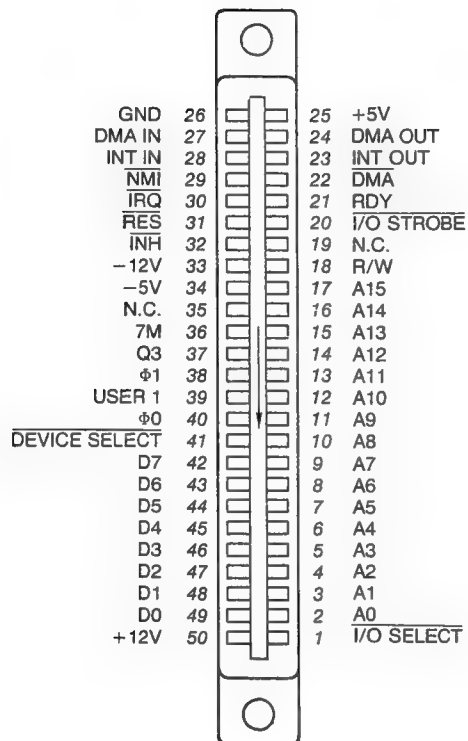 GND 26 25 +5V
DMA IN 27 24 DMA OUT
INT IN 28 23 INT OUT
NMI 29 22 DMA
IRQ 30 21 RDY
RES 31 20 I/O STROBE
INH 32 19 N.C.
−12V 33 18 R/W
−5V 34 17 A15
N.C. 35 16 A14
7M 36 15 A13
Q3 37 14 A12
Φ1 38 13 A11
USER 1 39 12 A10
Φ0 40 11 A9
DEVICE SELECT 41 10 A8
D7 42 9 A7
D6 43 8 A6
D5 44 7 A5
D4 45 6 A4
D3 46 5 A3
D2 47 4 A2
D1 48 3 A1
D0 49 2 A0
+12V 50 1 I/O SELECT